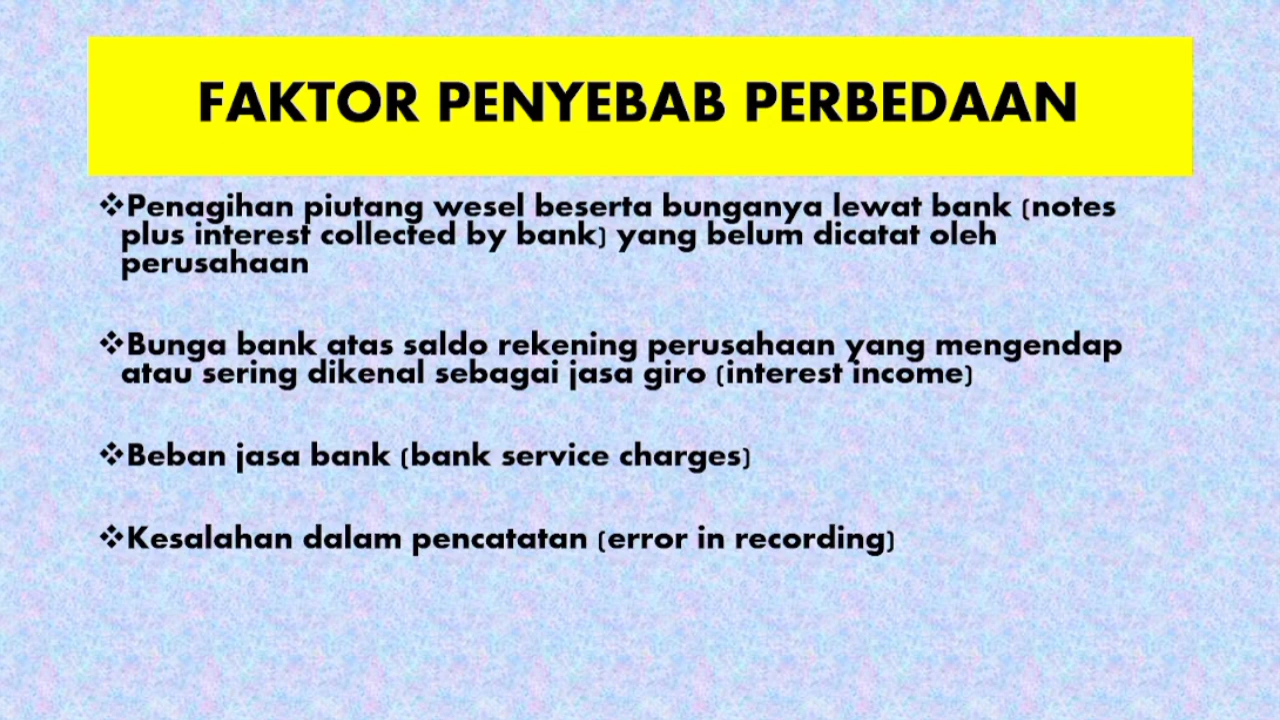 FAKTOR PENYEBAB PERBEDAAN
❖Penagihan piutang wesel beserta bunganya lewat bank (notes
plus interest collected by bank) yang belum dicatat oleh
perusahaan
❖Bunga bank atas saldo rekening perusahaan yang mengendap
atau sering dikenal sebagai jasa giro (interest income)
❖Beban jasa bank (bank service charges)
❖Kesalahan dalam pencatatan (error in recording)